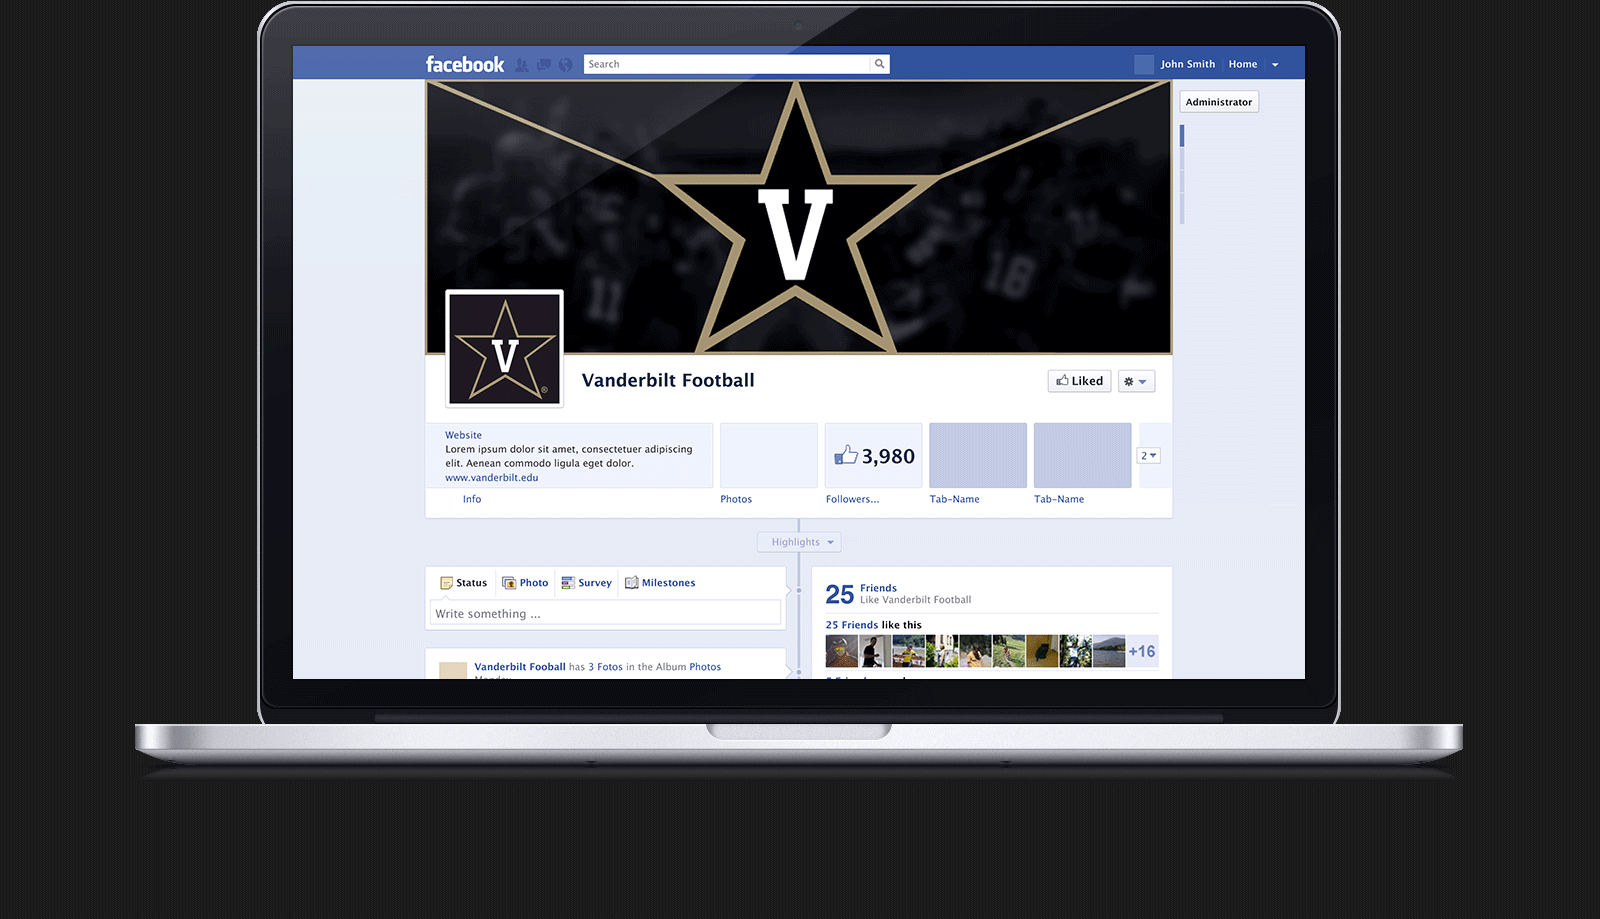 facebook
Search
John Smith
Home
Administrator
V
11
18
V
®
Vanderbilt Football
Liked
Website
Lorem ipsum dolor sit amet, consectetuer adipiscing
elit. Aenean commodo ligula eget dolor.
www.vanderbilt.edu
3,980
2
Info
Photos
Followers...
Tab-Name
Tab-Name
Highlights
Status
Photo
Survey
Milestones
Write something ...
25
Friends
Like Vanderbilt Football
25 Friends like this
+16
Vanderbilt Fooball has 3 Fotos in the Album Photos
Monday